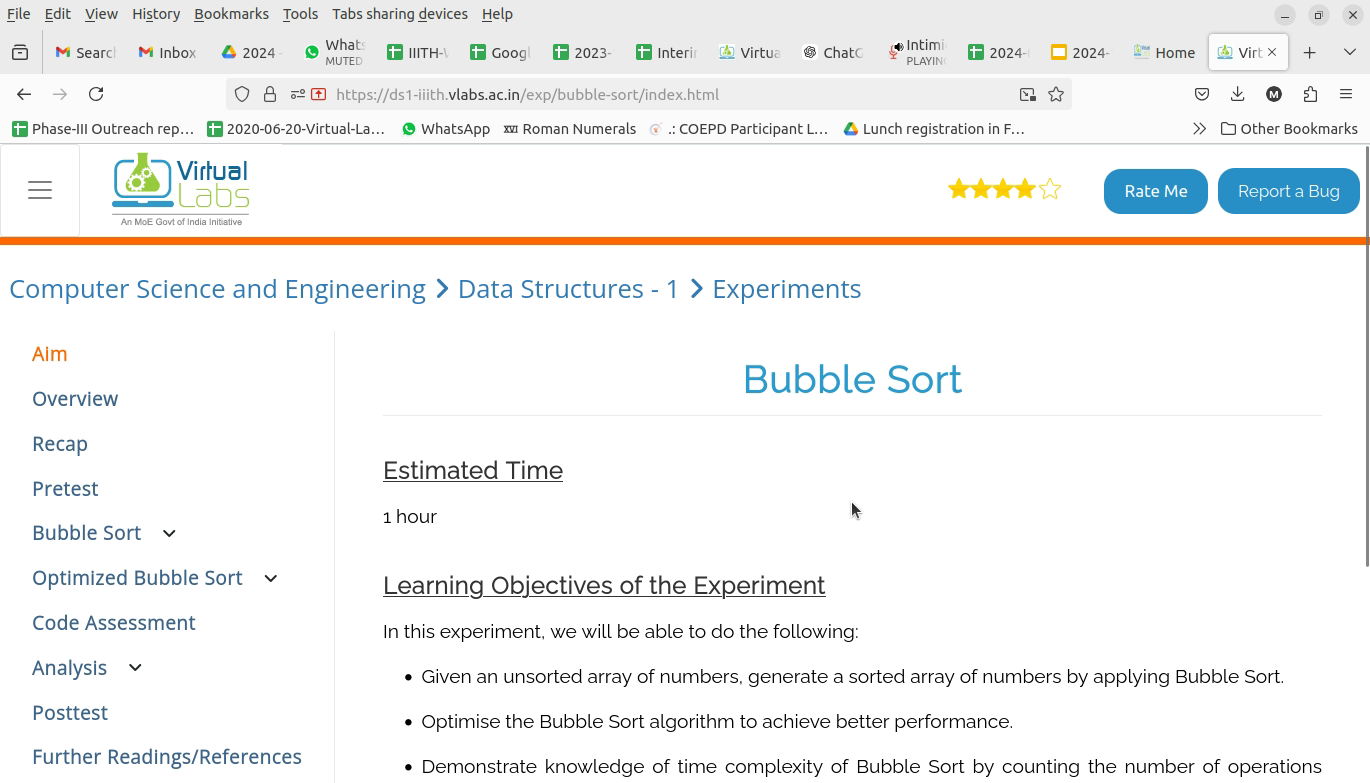 File Edit View History Bookmarks Tools Tabs sharing devices Help
Searc Inbox 2024 - Whats MUTED IIITH-V Googl 2023- Interir Virtua ChatG Intimi PLAYIN 2024- 2024- Home Virt
https://ds1-iiith.vlabs.ac.in/exp/bubble-sort/index.html
Phase-III Outreach rep... 2020-06-20-Virtual-La... WhatsApp XVI Roman Numerals .: COEPD Participant L... Lunch registration in F... Other Bookmarks
Virtual
Labs
An MoE Govt of India Initiative
Rate Me Report a Bug
Computer Science and Engineering Data Structures - 1 Experiments
Aim
Overview
Recap
Pretest
Bubble Sort
Optimized Bubble Sort
Code Assessment
Analysis
Posttest
Further Readings/References
Bubble Sort
Estimated Time
1 hour
Learning Objectives of the Experiment
In this experiment, we will be able to do the following:
• Given an unsorted array of numbers, generate a sorted array of numbers by applying Bubble Sort.
• Optimise the Bubble Sort algorithm to achieve better performance.
• Demonstrate knowledge of time complexity of Bubble Sort by counting the number of operations